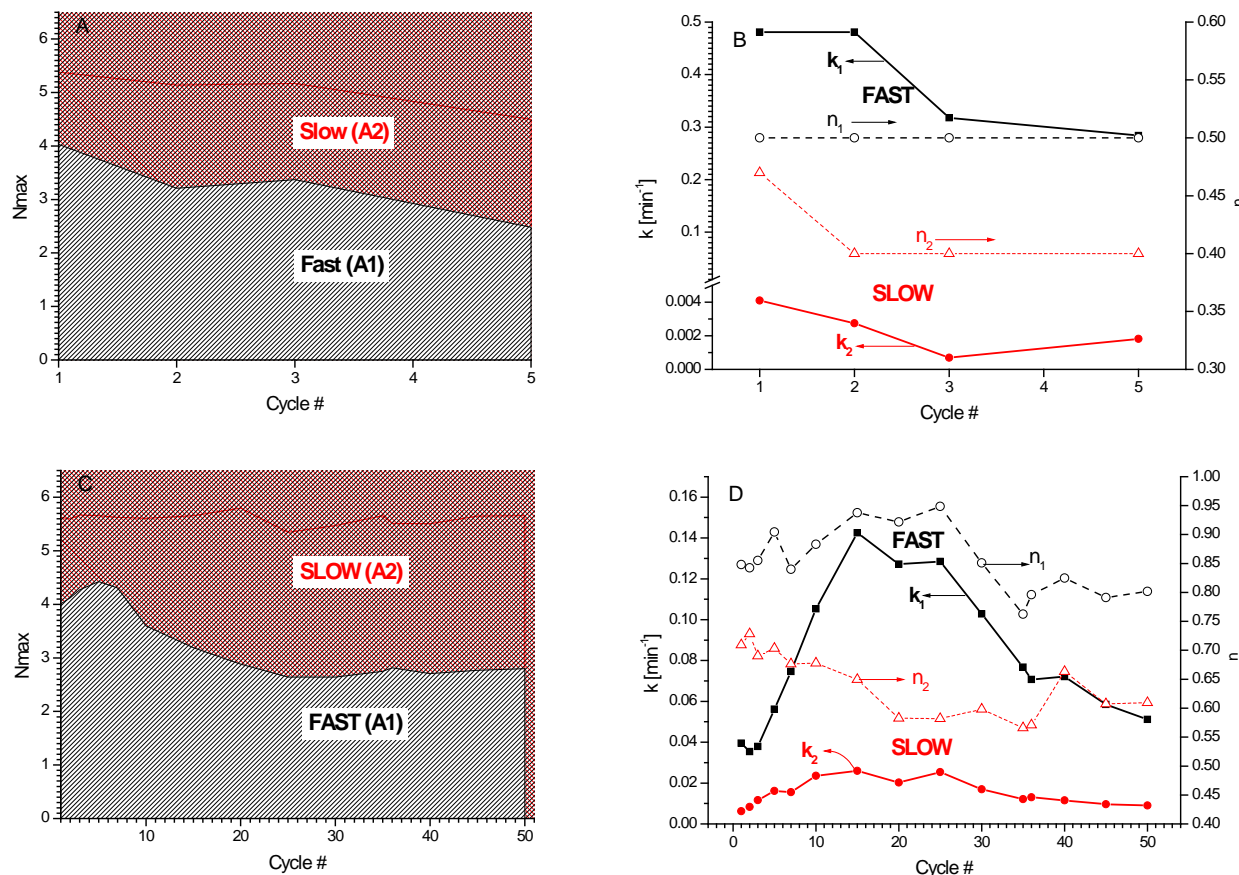 A
6
5
4
3
2
1
0
Nmax
Slow (A2)
Fast (A1)
1
2
3
4
5
Cycle #
B
0.5
0.4
0.3
0.2
0.1
0.004
0.002
0.000
k [min⁻¹]
k₁
FAST
n₁
n₂
SLOW
k₂
0.60
0.55
0.50
0.45
0.40
0.35
0.30
n
1
2
3
4
5
Cycle #
C
6
5
4
3
2
1
0
Nmax
SLOW (A2)
FAST (A1)
10
20
30
40
50
Cycle #
D
0.16
0.14
0.12
0.10
0.08
0.06
0.04
0.02
0.00
k [min⁻¹]
FAST
n₁
k₁
n₂
SLOW
k₂
1.00
0.95
0.90
0.85
0.80
0.75
0.70
0.65
0.60
0.55
0.50
0.45
0.40
n
0
10
20
30
40
50
Cycle #